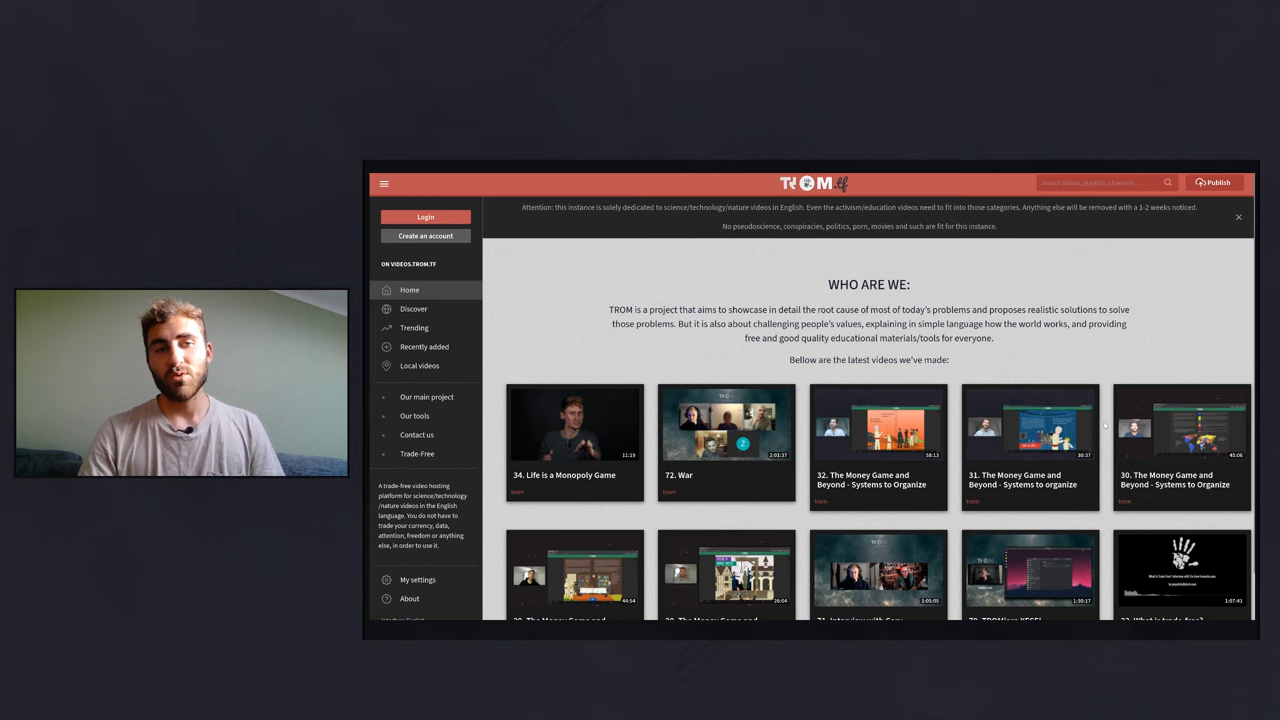 TROM.tf
Search videos, playlists, channels…
Publish
Attention: this instance is solely dedicated to science/technology/nature videos in English. Even the activism/education videos need to fit into those categories. Anything else will be removed with a 1-2 weeks noticed.
No pseudoscience, conspiracies, politics, porn, movies and such are fit for this instance.
Login
Create an account
ON VIDEOS.TROM.TF
Home
Discover
Trending
Recently added
Local videos
Our main project
Our tools
Contact us
Trade-Free
A trade-free video hosting
platform for science/technology
/nature videos in the English
language. You do not have to
trade your currency, data,
attention, freedom or anything
else, in order to use it.
My settings
About
WHO ARE WE:
TROM is a project that aims to showcase in detail the root cause of most of today's problems and proposes realistic solutions to solve
those problems. But it is also about challenging people's values, explaining in simple language how the world works, and providing
free and good quality educational materials/tools for everyone.
Bellow are the latest videos we've made:
11:19
2:01:37
58:13
30:37
45:06
34. Life is a Monopoly Game
trom
72. War
trom
32. The Money Game and
Beyond - Systems to Organize
trom
31. The Money Game and
Beyond - Systems to organize
trom
30. The Money Game and
Beyond - Systems to Organize
trom
44:54
26:04
1:05:05
1:30:17
1:07:41